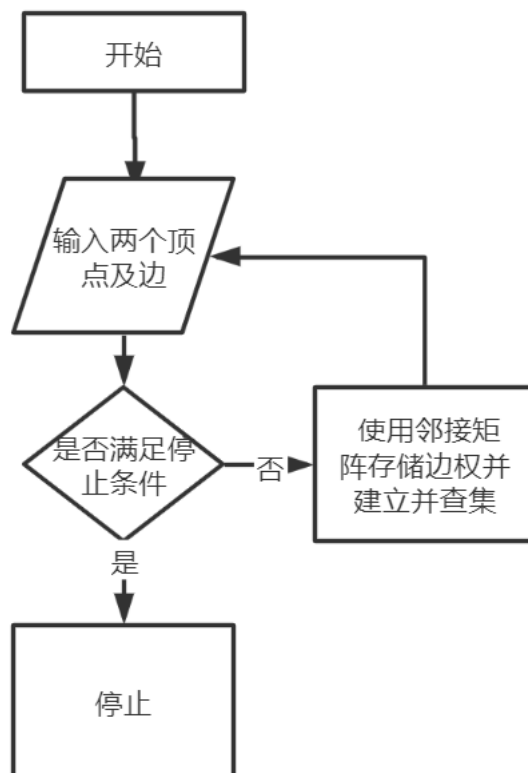 开始
输入两个顶
点及边
是否满足停
止条件
否
使用邻接矩
阵存储边权并
建立并查集
是
停止